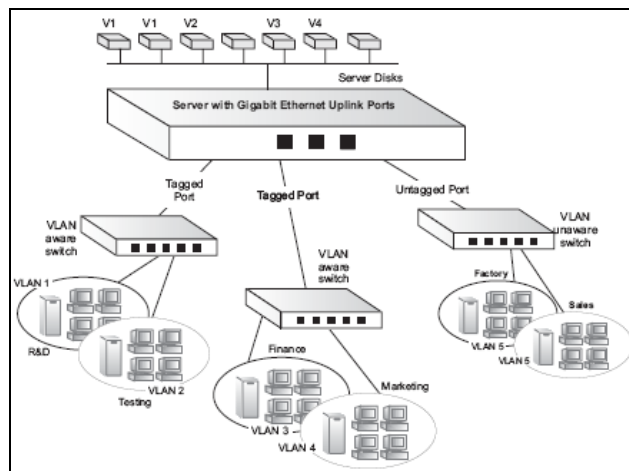 V1 V1 V2 V3 V4
Server Disks
Server with Gigabit Ethernet Uplink Ports
Tagged
Port
Tagged Port
Untagged Port
VLAN
aware
switch
VLAN
aware
switch
VLAN
unaware
switch
VLAN 1
R&D
VLAN 2
Testing
Finance
VLAN 3
Marketing
VLAN 4
Factory
VLAN 5
Sales
VLAN 5